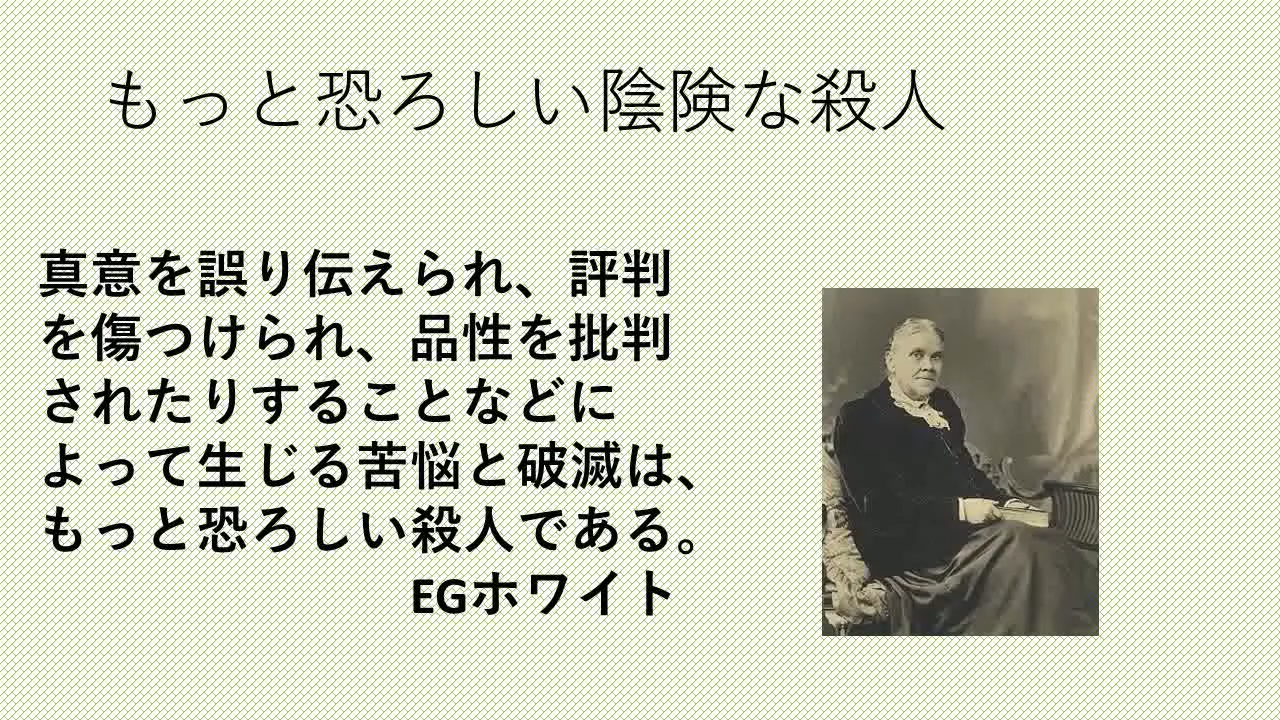 もっと恐ろしい陰険な殺人
真意を誤り伝えられ、評判
を傷つけられ、品性を批判
されたりすることなどに
よって生じる苦悩と破滅は、
もっと恐ろしい殺人である。
EGホワイト